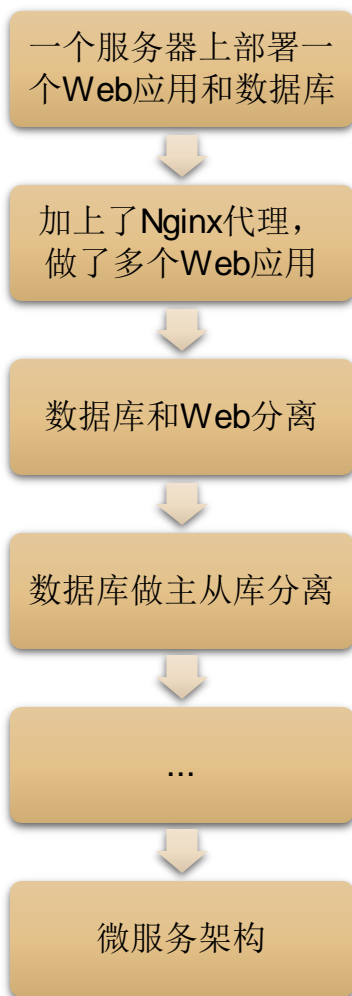 一个服务器上部署一
个Web应用和数据库
加上了Nginx代理，
做了多个Web应用
数据库和Web分离
数据库做主从库分离
...
微服务架构